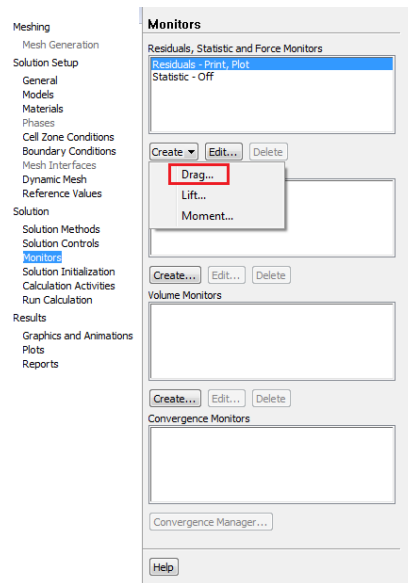 Meshing
Mesh Generation
Solution Setup
General
Models
Materials
Phases
Cell Zone Conditions
Boundary Conditions
Mesh Interfaces
Dynamic Mesh
Reference Values
Solution
Solution Methods
Solution Controls
Monitors
Solution Initialization
Calculation Activities
Run Calculation
Results
Graphics and Animations
Plots
Reports
Monitors
Residuals, Statistic and Force Monitors
Residuals - Print, Plot
Statistic - Off
Create Edit... Delete
Drag...
Lift...
Moment...
Create... Edit... Delete
Volume Monitors
Create... Edit... Delete
Convergence Monitors
Convergence Manager...
Help